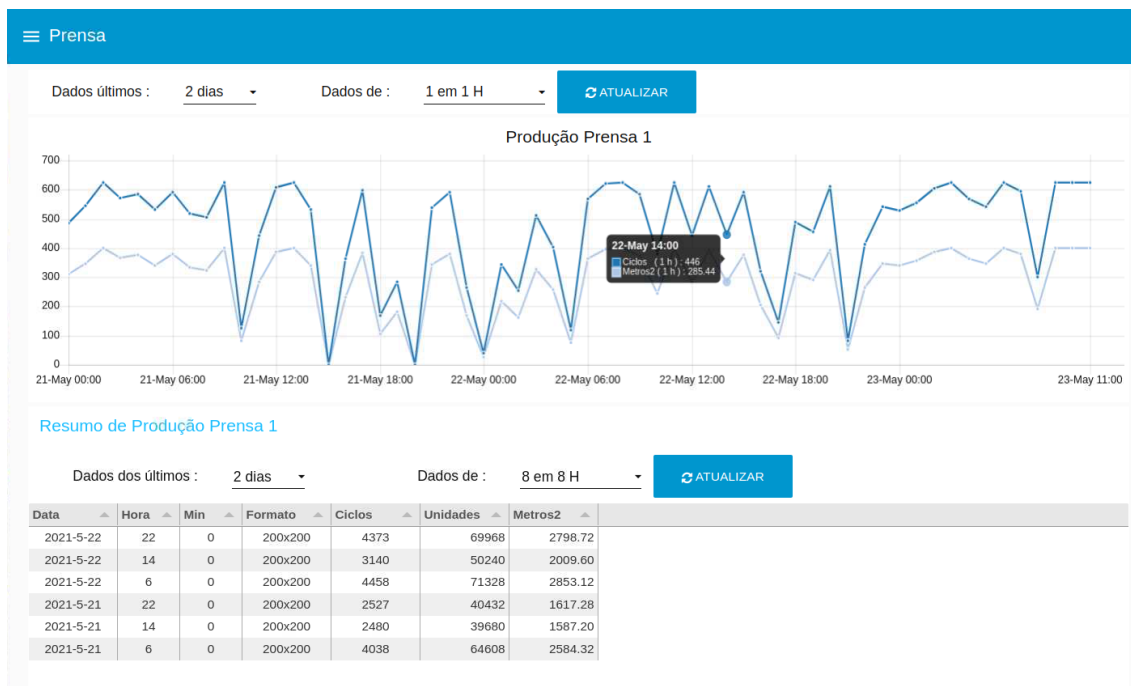 Prensa
Dados últimos : 2 dias Dados de : 1 em 1 H ATUALIZAR
Produção Prensa 1
700
600
500
400
300
200
100
0
22-May 14:00
Ciclos (1 h) : 446
Metros2 (1 h) : 285.44
21-May 00:00 21-May 06:00 21-May 12:00 21-May 18:00 22-May 00:00 22-May 06:00 22-May 12:00 22-May 18:00 23-May 00:00 23-May 11:00
Resumo de Produção Prensa 1
Dados dos últimos : 2 dias Dados de : 8 em 8 H ATUALIZAR
Data Hora Min Formato Ciclos Unidades Metros2
2021-5-22 22 0 200x200 4373 69968 2798.72
2021-5-22 14 0 200x200 3140 50240 2009.60
2021-5-22 6 0 200x200 4458 71328 2853.12
2021-5-21 22 0 200x200 2527 40432 1617.28
2021-5-21 14 0 200x200 2480 39680 1587.20
2021-5-21 6 0 200x200 4038 64608 2584.32